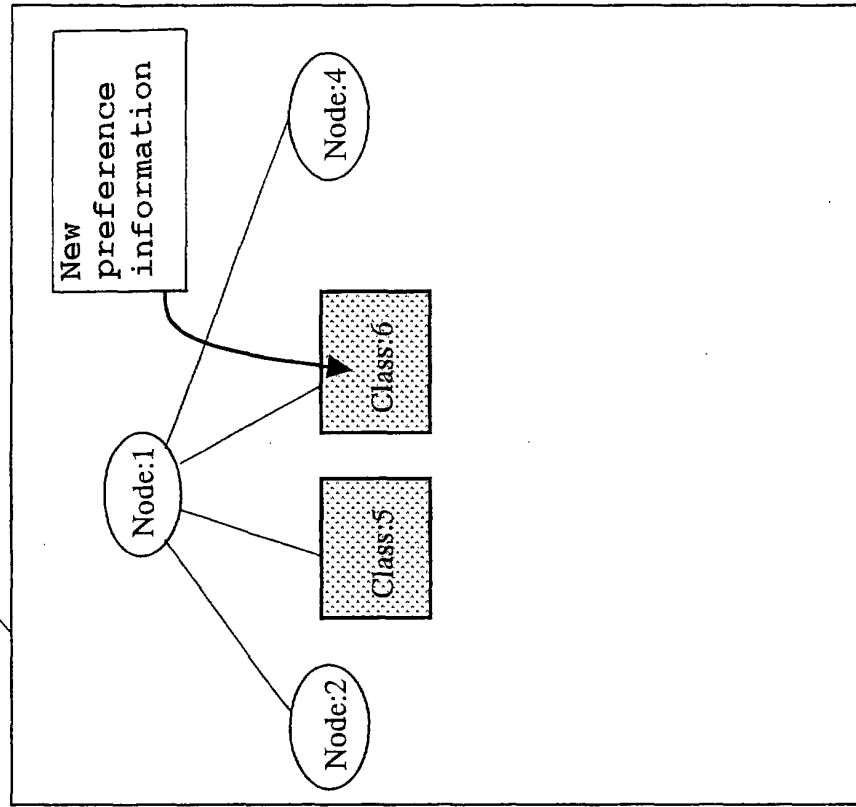 New
preference
information
Node:1
Node:2
Class:5
Class:6
Node:4